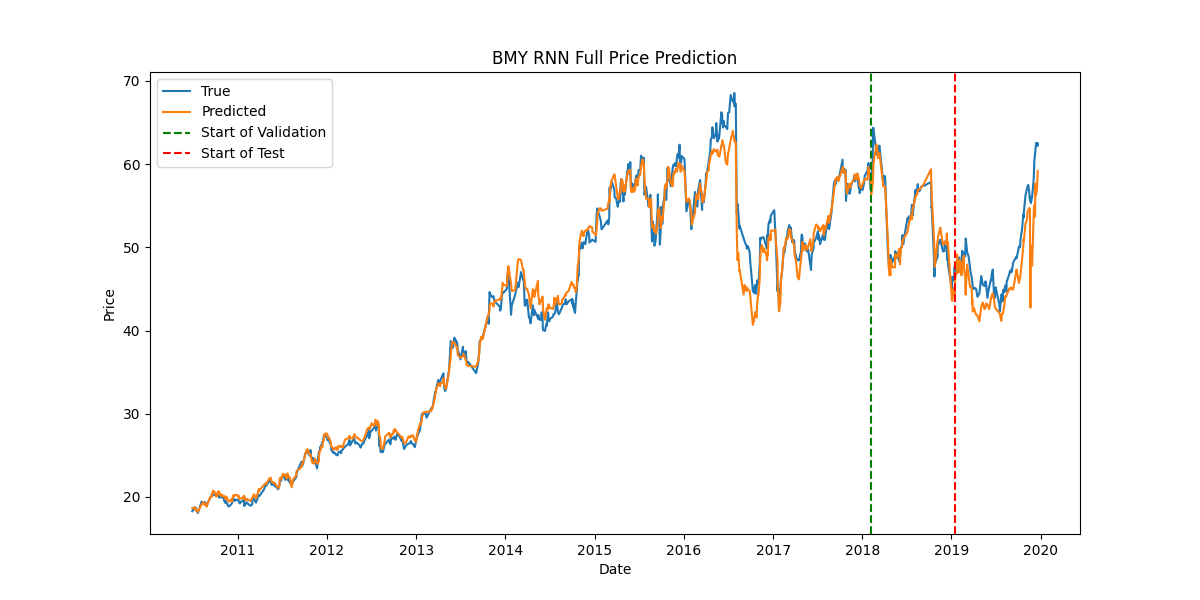 BMY RNN Full Price Prediction
True
Predicted
Start of Validation
Start of Test
Price
70
60
50
40
30
20
2011 2012 2013 2014 2015 2016 2017 2018 2019 2020
Date